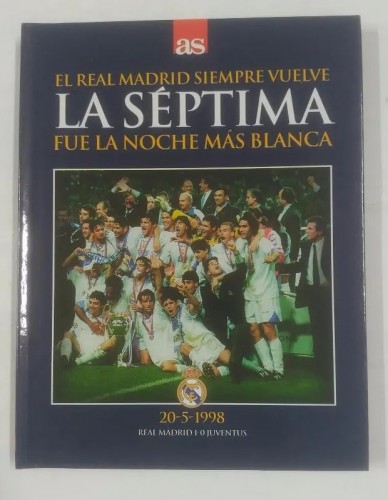 as
EL REAL MADRID SIEMPRE VUELVE
LA SÉPTIMA
FUE LA NOCHE MÁS BLANCA
20-5-1998
REAL MADRID 1-0 JUVENTUS